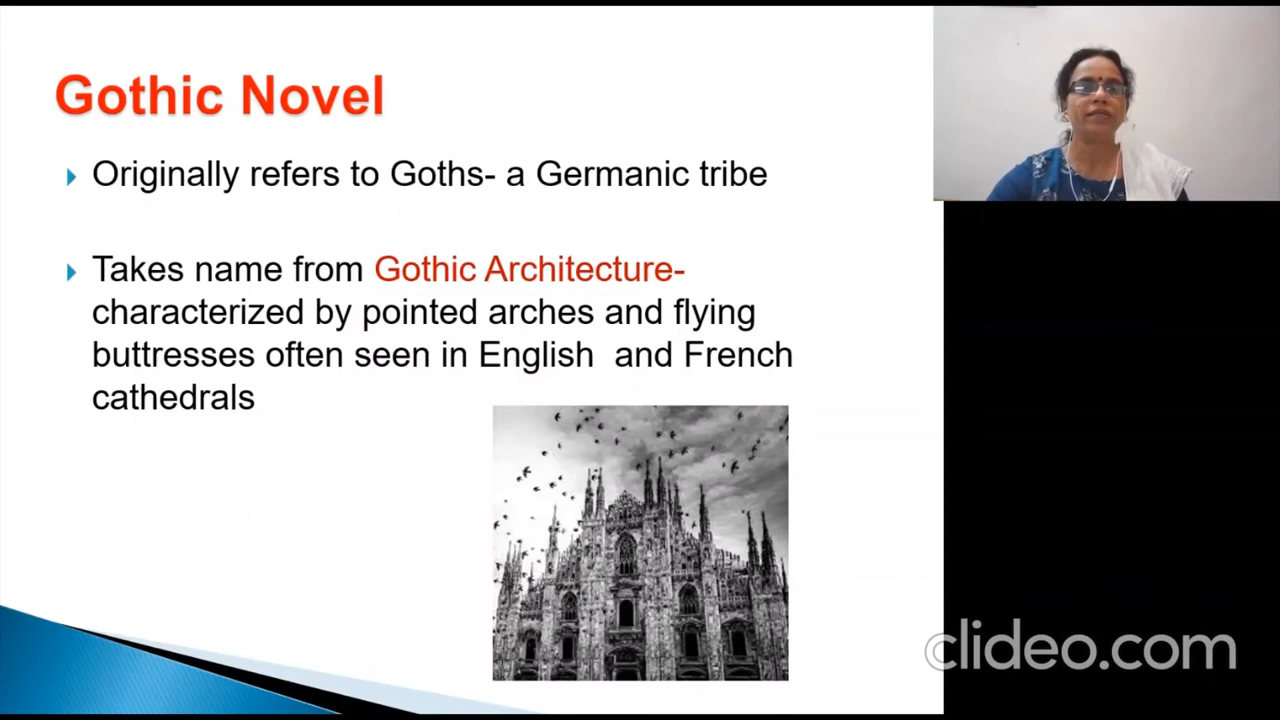 Gothic Novel
Originally refers to Goths- a Germanic tribe
Takes name from Gothic Architecture-
characterized by pointed arches and flying
buttresses often seen in English and French
cathedrals
clideo.com